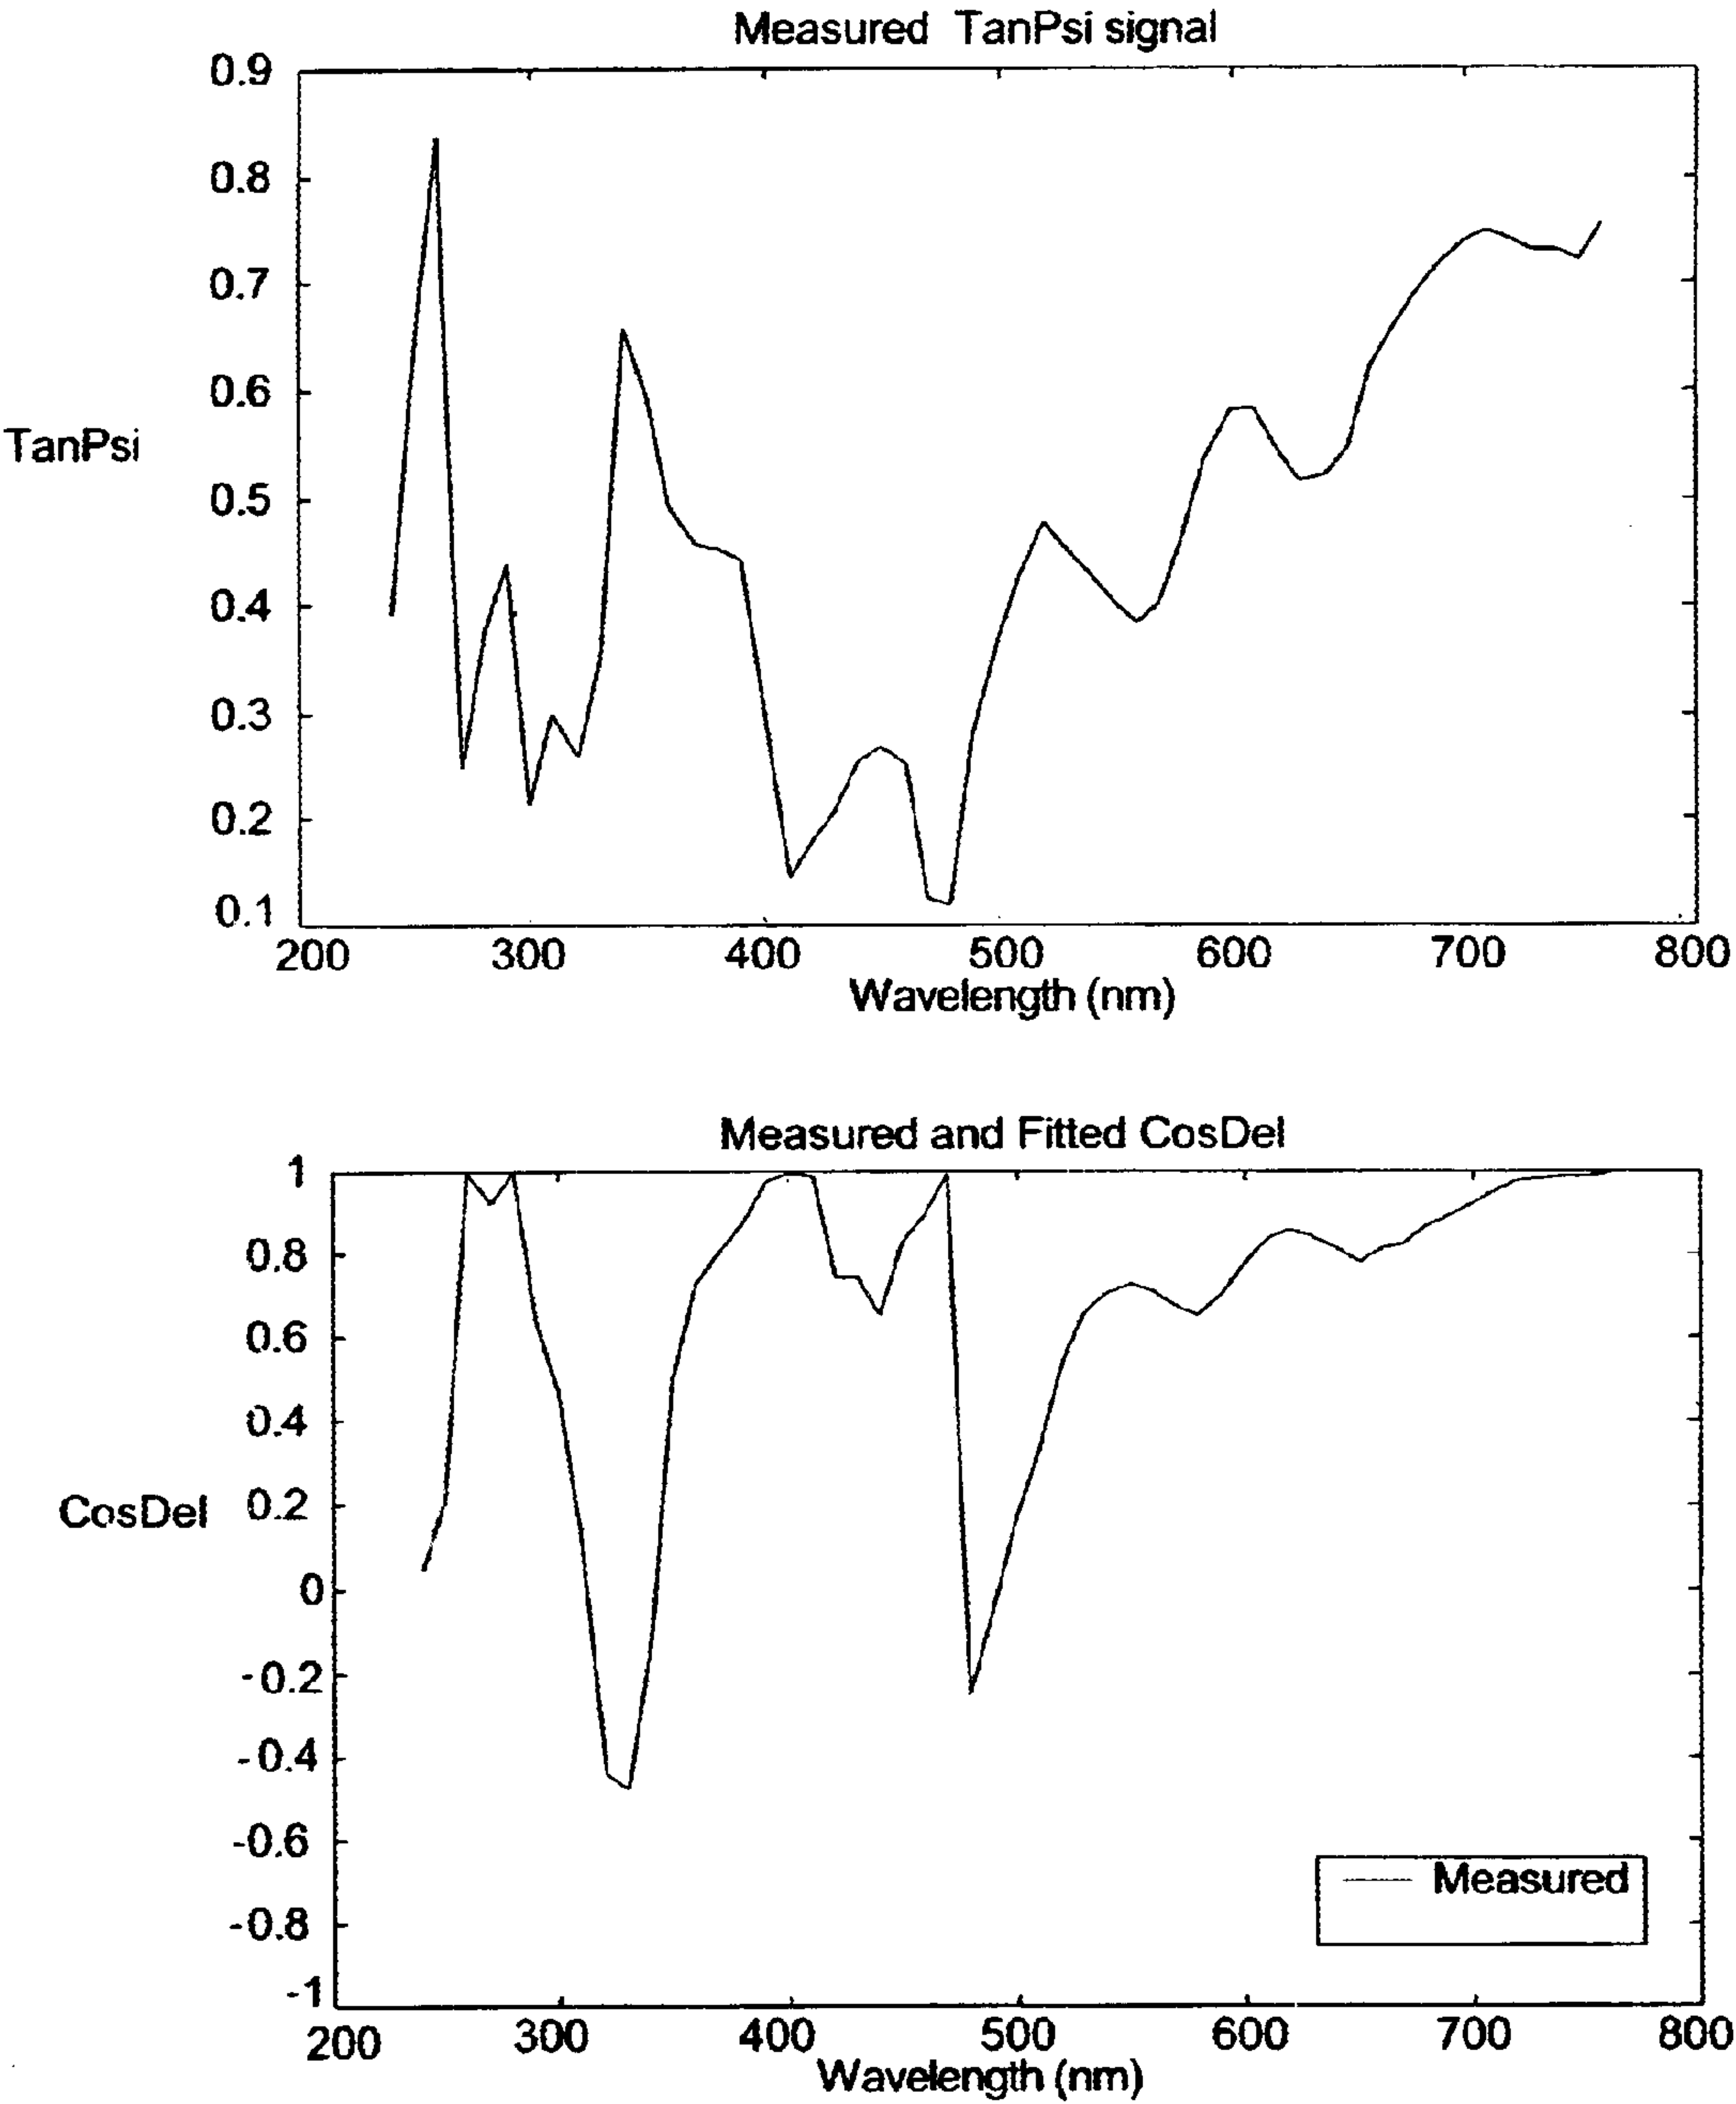 Measured TanPsi signal
0.9
0.8
0.7
0.6
TanPsi
0.5
0.4
0.3
0.2
0.1
200 300 400 500 600 700 800
Wavelength (nm)
Measured and Fitted CosDel
1
0.8
0.6
0.4
CosDel 0.2
0
-0.2
-0.4
-0.6
Measured
-0.8
-1
200 300 400 500 600 700 800
Wavelength (nm)